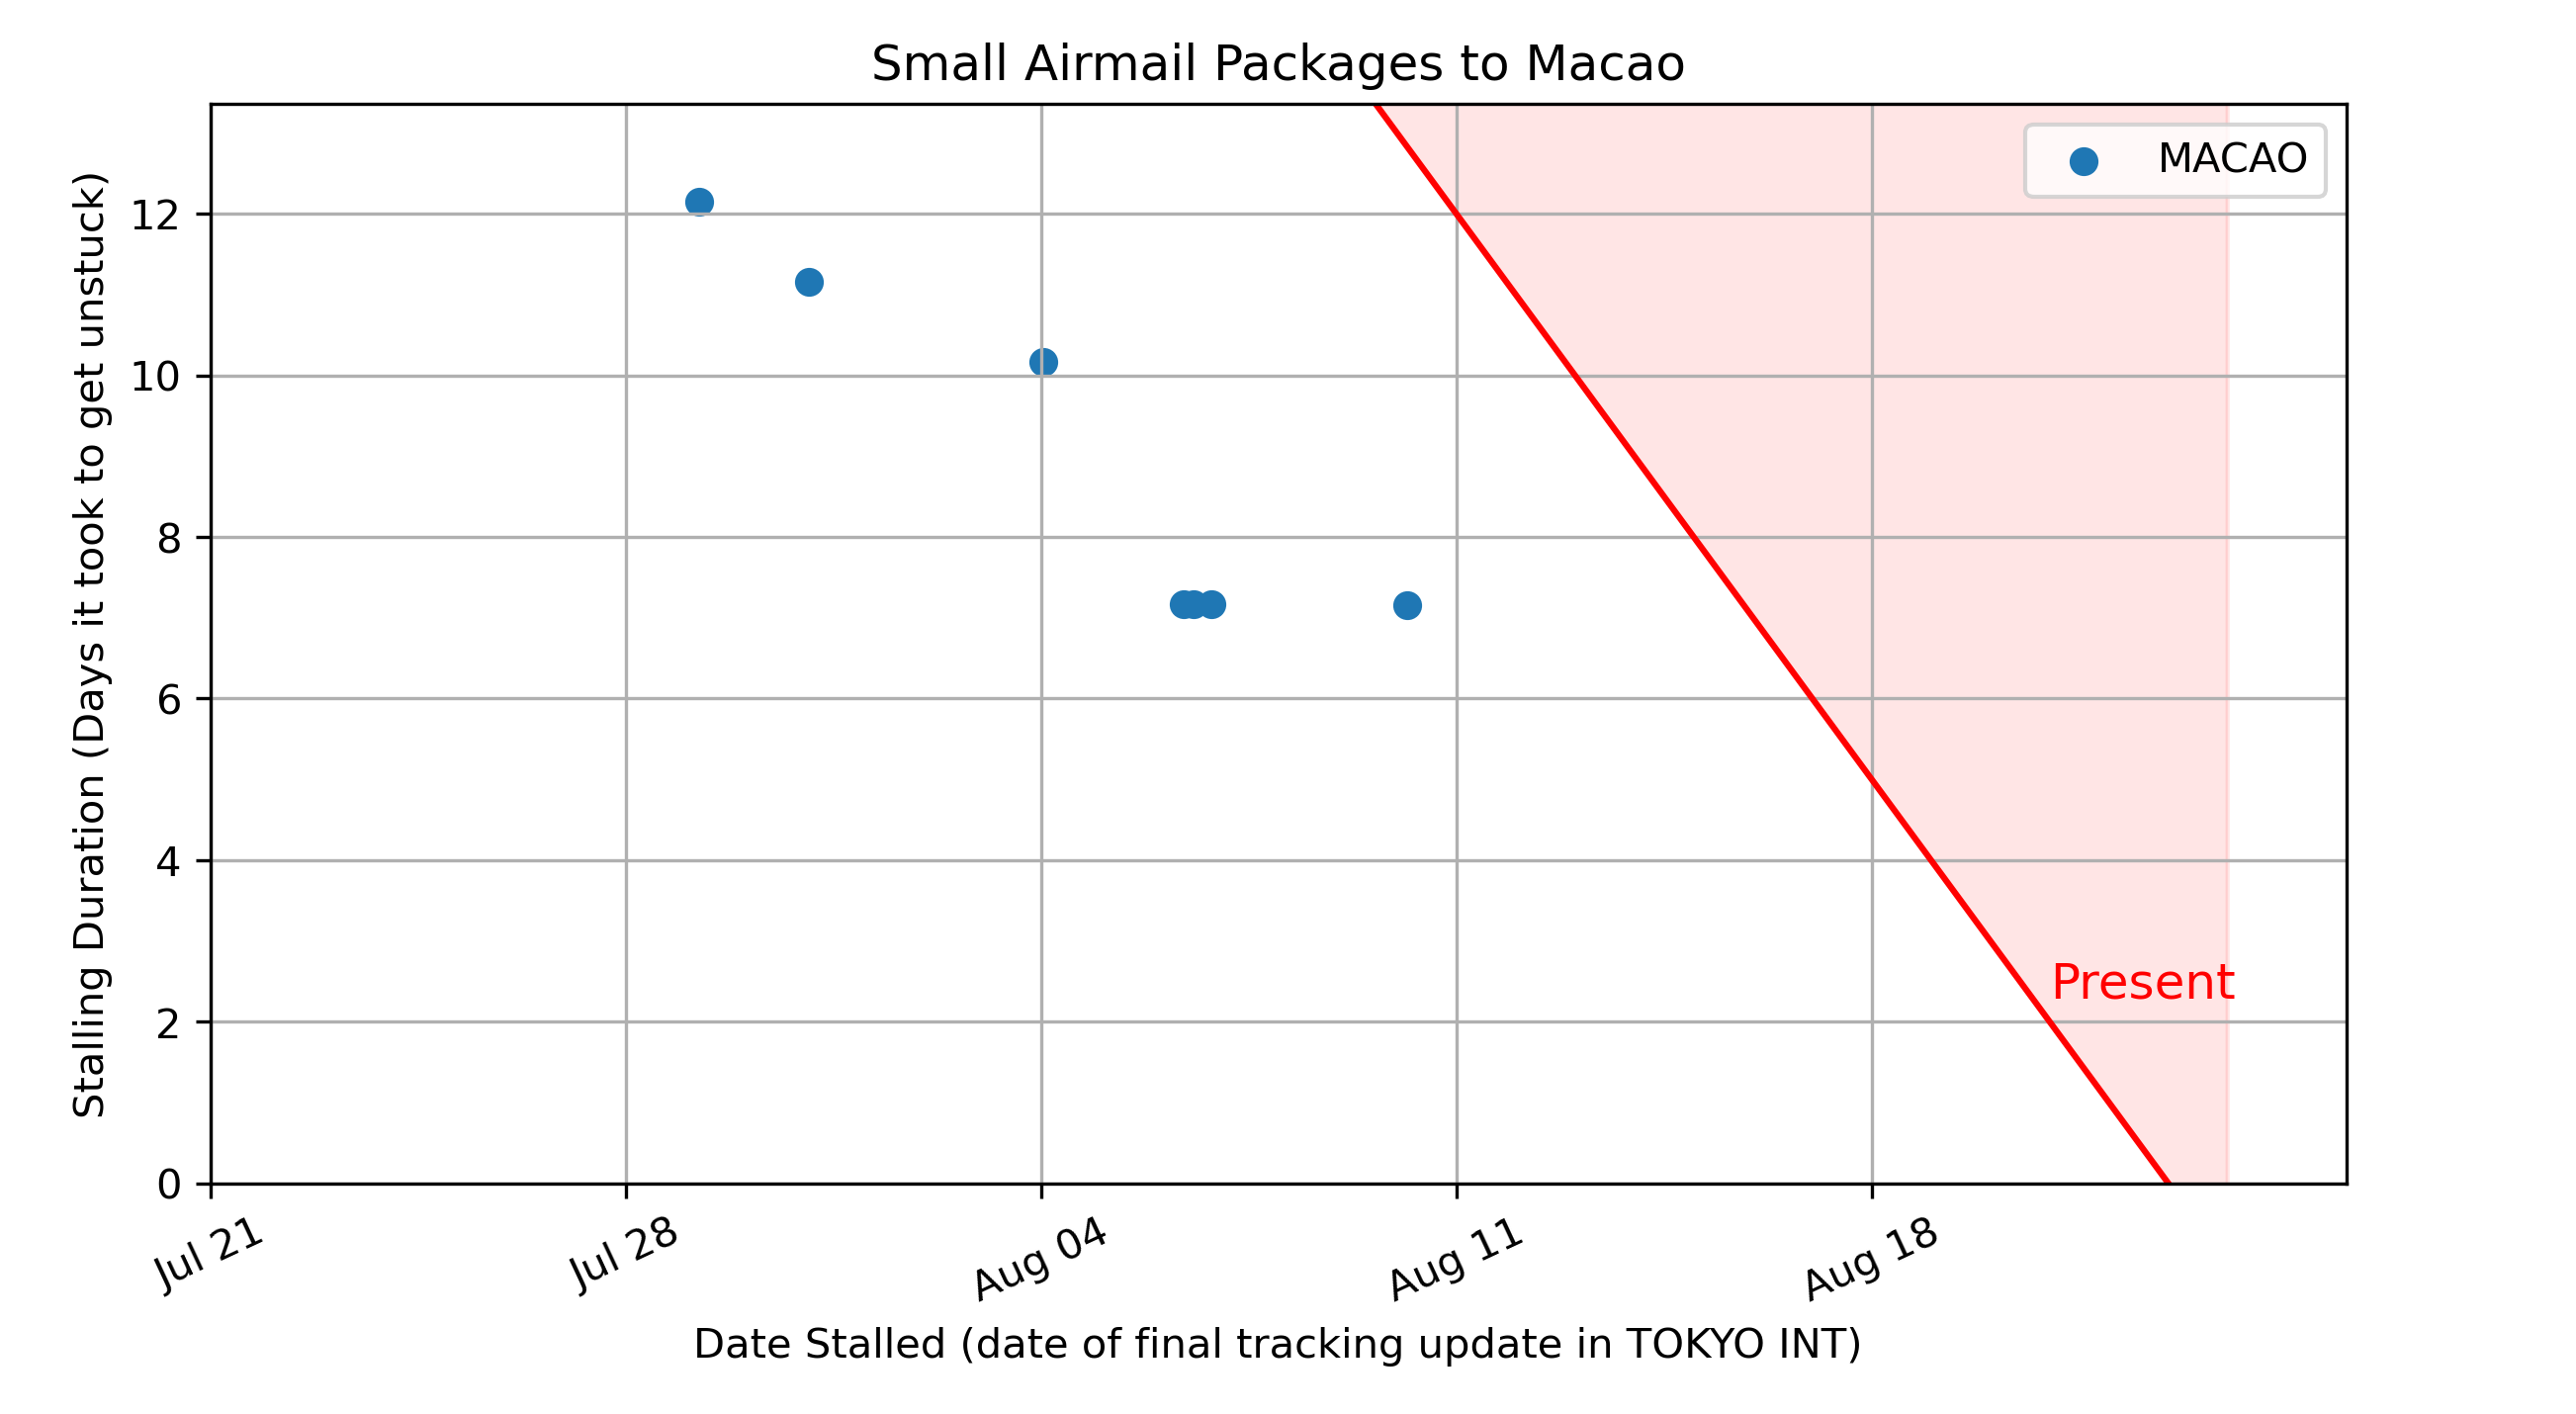 Small Airmail Packages to Macao
MACAO
Stalling Duration (Days it took to get unstuck)
12
10
8
6
4
2
0
Present
Jul 21
Jul 28
Aug 04
Aug 11
Aug 18
Date Stalled (date of final tracking update in TOKYO INT)